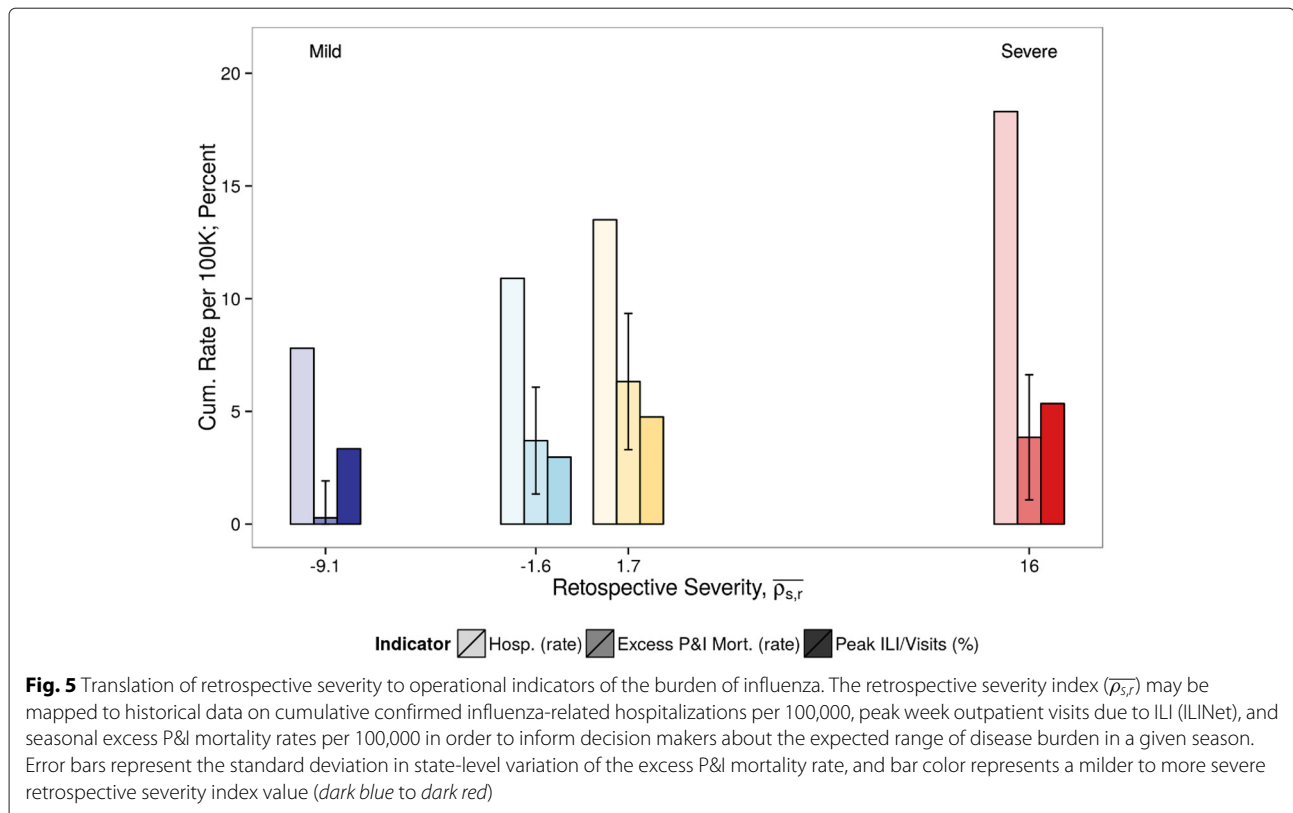 Mild
Severe
20
15
10
5
0
Cum. Rate per 100K; Percent
-9.1
-1.6
1.7
16
Retospective Severity, ρs,r
Indicator Hosp. (rate) Excess P&I Mort. (rate) Peak ILI/Visits (%)
Fig. 5 Translation of retrospective severity to operational indicators of the burden of influenza. The retrospective severity index (ρs,r) may be
mapped to historical data on cumulative confirmed influenza-related hospitalizations per 100,000, peak week outpatient visits due to ILI (ILINet), and
seasonal excess P&I mortality rates per 100,000 in order to inform decision makers about the expected range of disease burden in a given season.
Error bars represent the standard deviation in state-level variation of the excess P&I mortality rate, and bar color represents a milder to more severe
retrospective severity index value (dark blue to dark red)